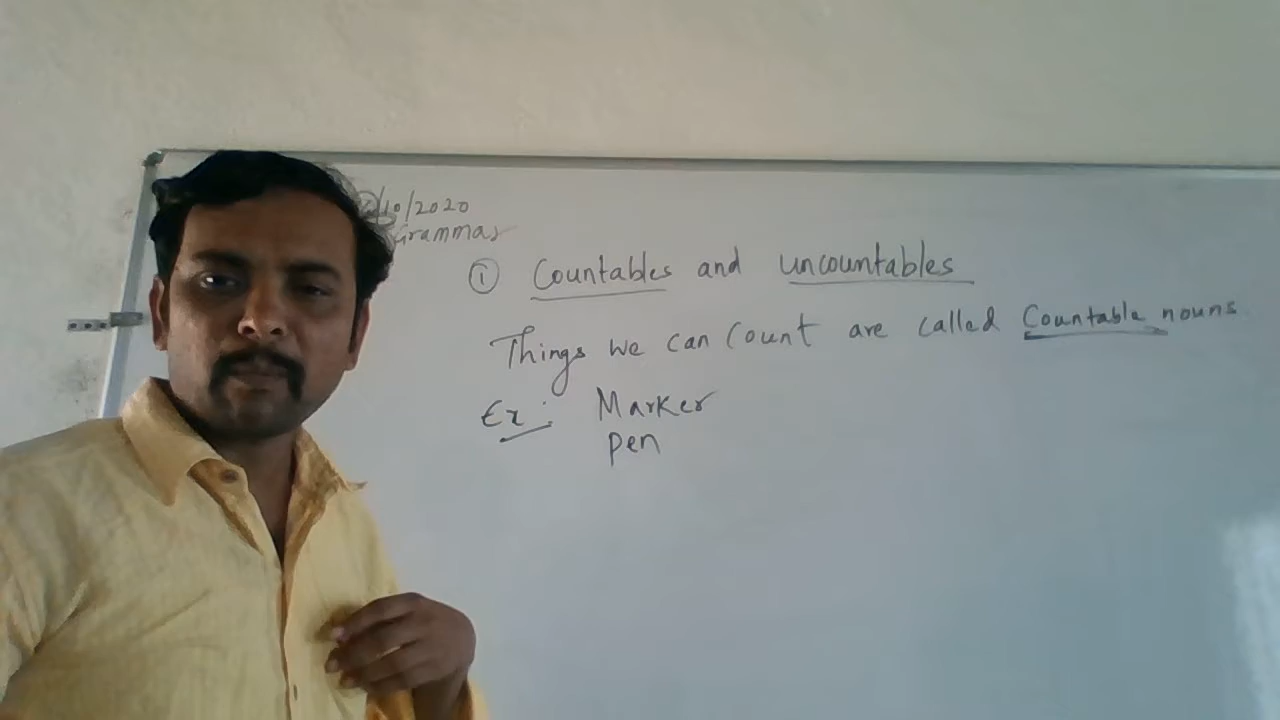 /10/2020
Grammar
① Countables and uncountables
Things we can Count are called Countable nouns.
Ex: Marker
pen